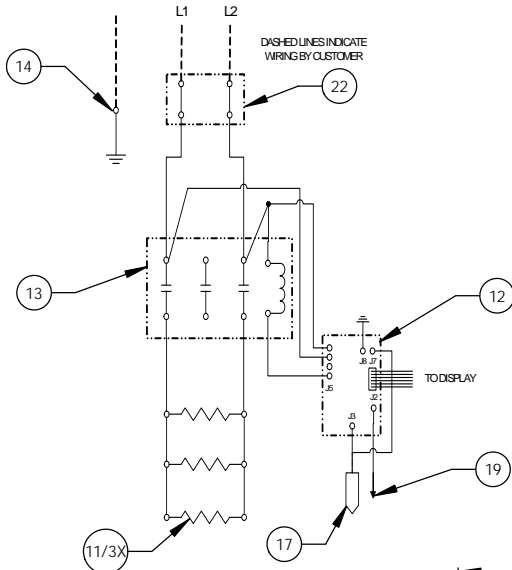 L1 L2
DASHED LINES INDICATE
WIRING BY CUSTOMER
14
22
13
12
J8 J7
TO DISPLAY
J5
J2
J3
19
11/3X
17